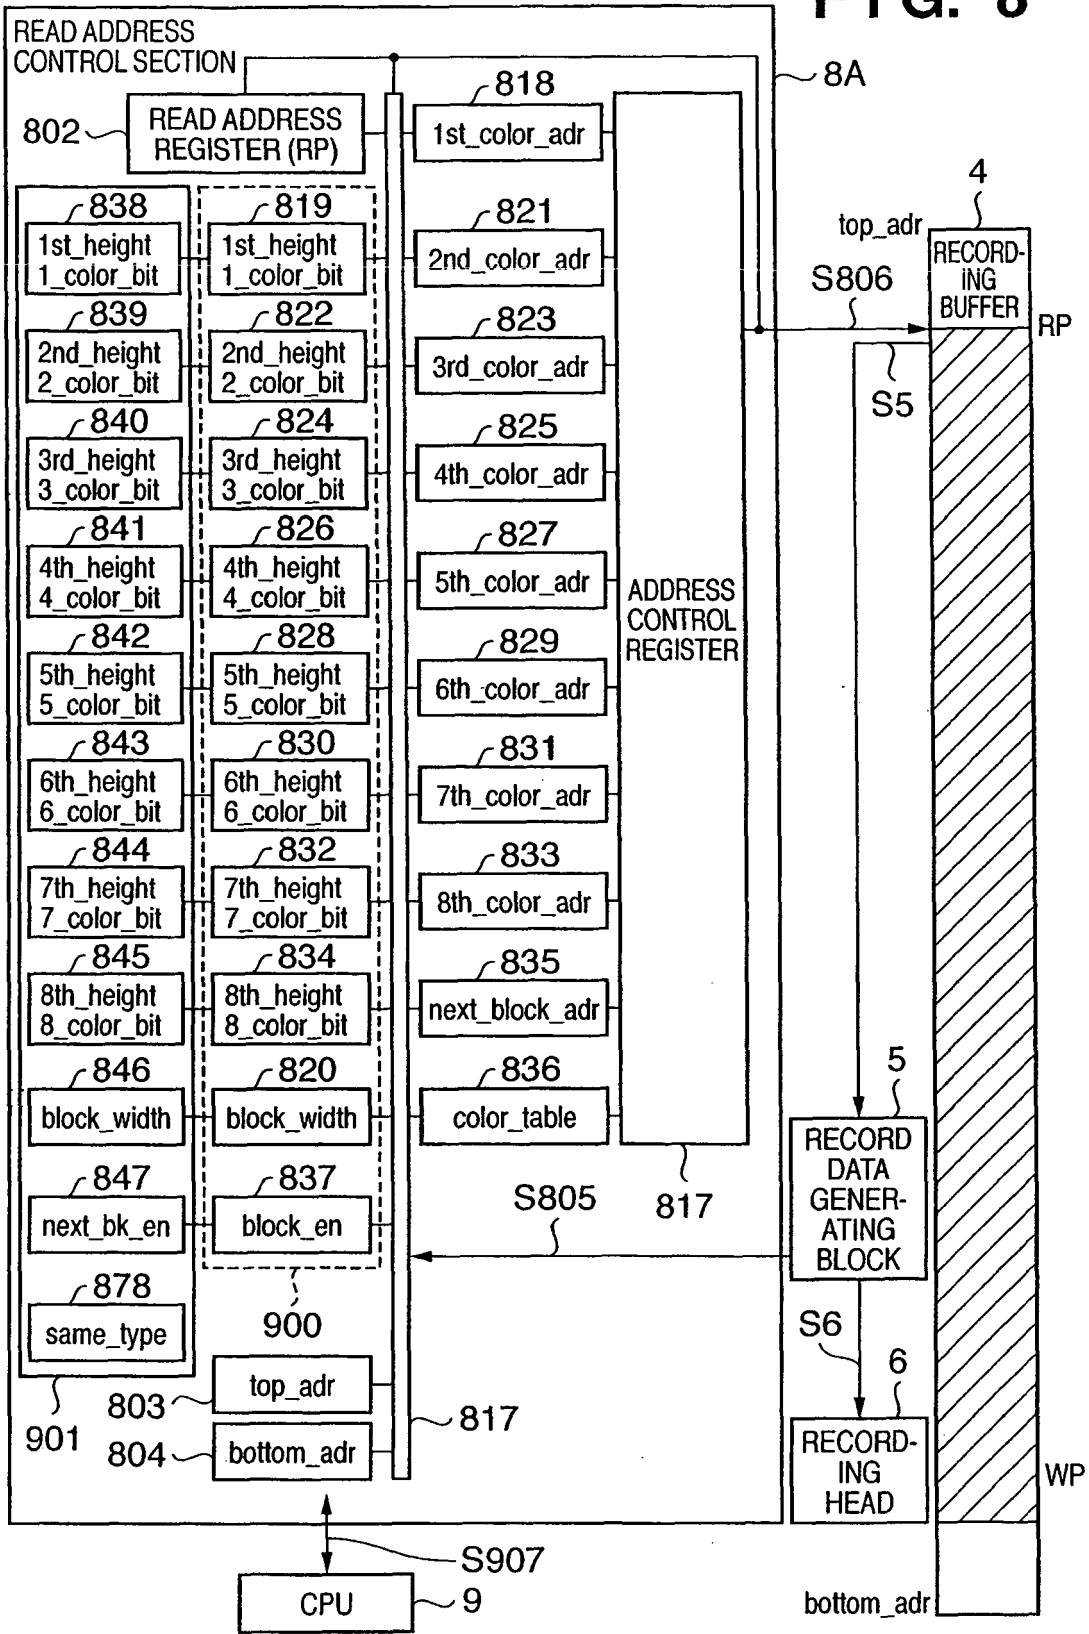 FIG. 8
READ ADDRESS
CONTROL SECTION
8A
802
READ ADDRESS
REGISTER (RP)
818
1st_color_adr
838
1st_height
1_color_bit
819
1st_height
1_color_bit
821
2nd_color_adr
839
2nd_height
2_color_bit
822
2nd_height
2_color_bit
823
3rd_color_adr
840
3rd_height
3_color_bit
824
3rd_height
3_color_bit
825
4th_color_adr
841
4th_height
4_color_bit
826
4th_height
4_color_bit
827
5th_color_adr
842
5th_height
5_color_bit
828
5th_height
5_color_bit
829
6th_color_adr
843
6th_height
6_color_bit
830
6th_height
6_color_bit
831
7th_color_adr
844
7th_height
7_color_bit
832
7th_height
7_color_bit
833
8th_color_adr
845
8th_height
8_color_bit
834
8th_height
8_color_bit
835
next_block_adr
846
block_width
820
block_width
836
color_table
847
next_bk_en
837
block_en
878
same_type
900
901
803
top_adr
804
bottom_adr
817
ADDRESS
CONTROL
REGISTER
817
S805
S907
CPU
9
4
top_adr
RECORD-
ING
BUFFER
S806
RP
S5
5
RECORD
DATA
GENER-
ATING
BLOCK
S6
6
RECORD-
ING
HEAD
WP
bottom_adr